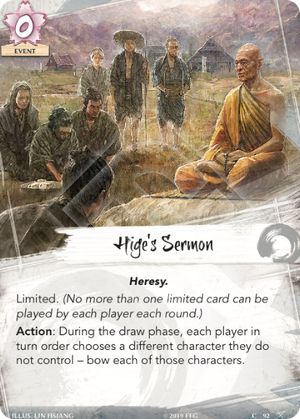 0
EVENT
Hige's Sermon
Heresy.
Limited. (No more than one limited card can be
played by each player each round.)
Action: During the draw phase, each player in
turn order chooses a different character they do
not control – bow each of those characters.
ILLUS. LIN HSIANG
© 2019 FFG
C 92